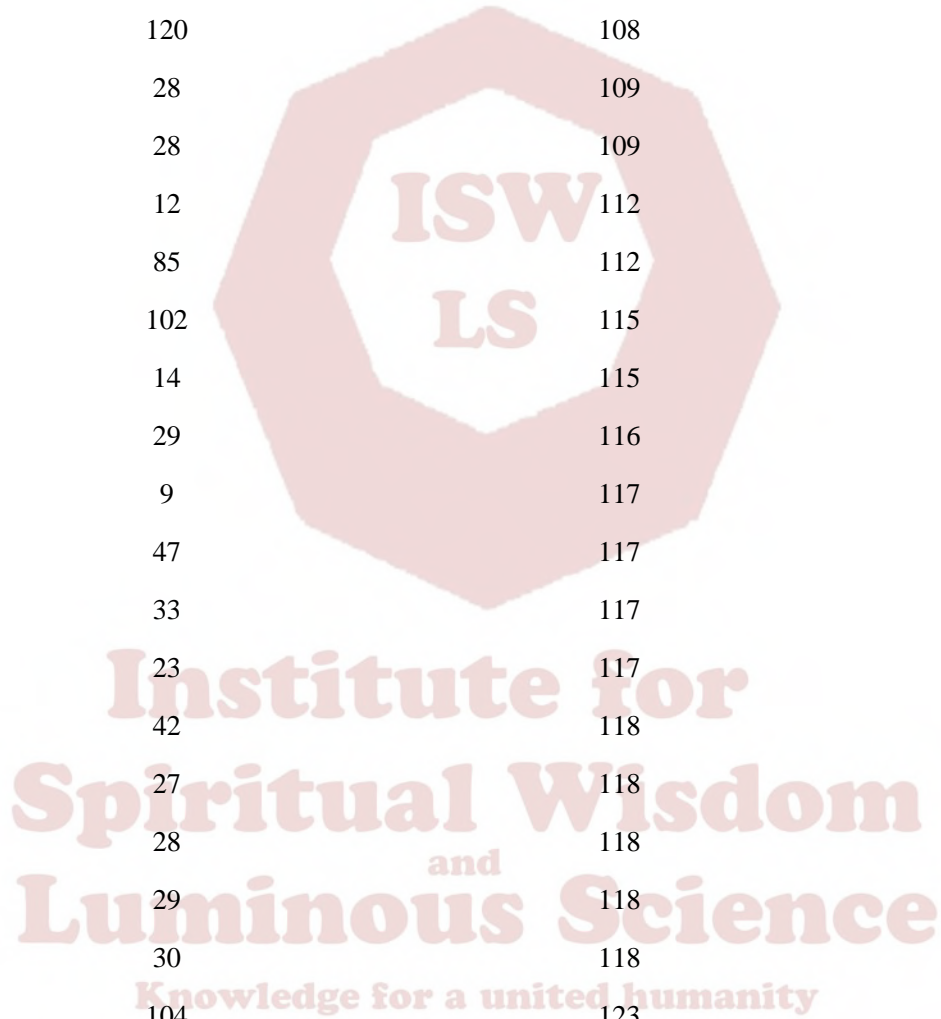 120 108
28 109
28 109
12 112
ISW
85 112
LS
102 115
14 115
29 116
9 117
47 117
33 117
23 117
Institute for
42 118
27 118
Spiritual Wisdom
28 118
and
29 118
Luminous Science
30 118
Knowledge for a united humanity
104 123